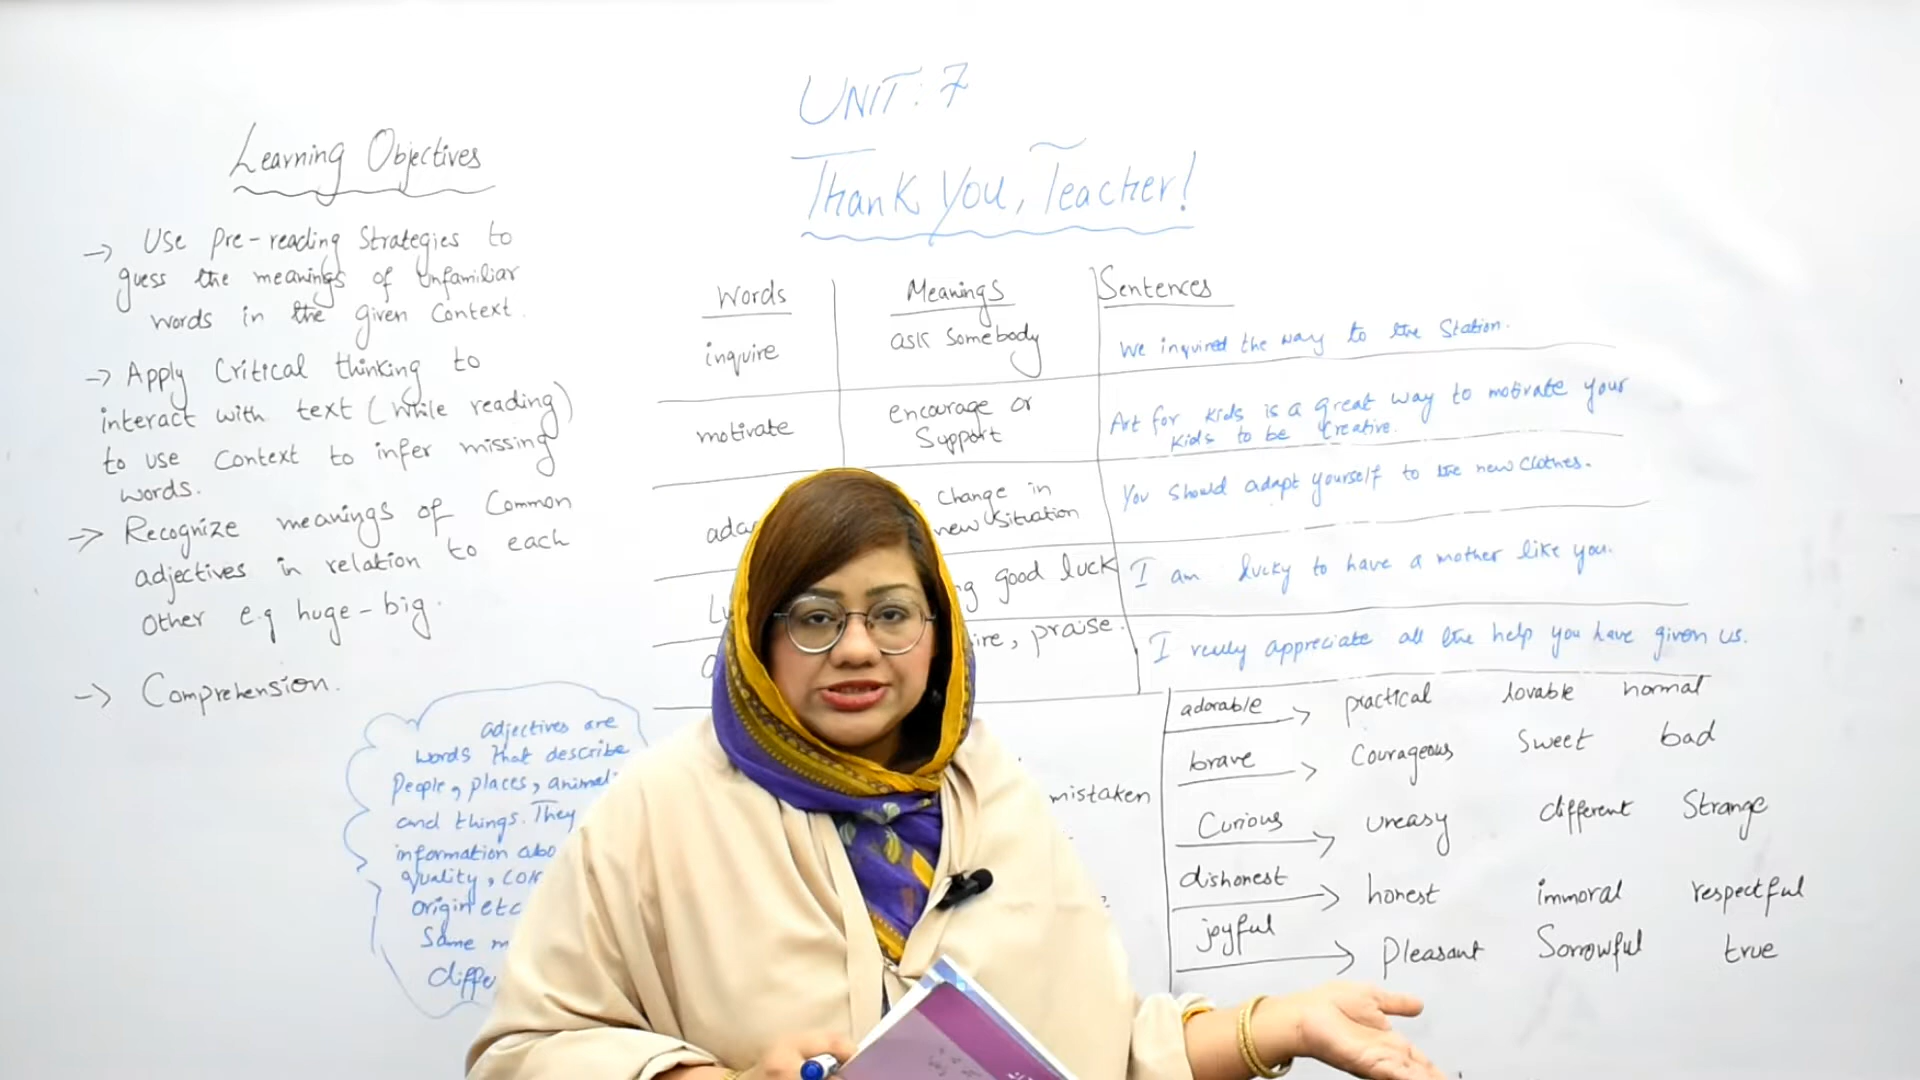 UNIT: 7
Thank You, Teacher!
Learning Objectives
-> Use pre-reading Strategies to
guess the meanings of unfamiliar
words in the given Context.
-> Apply Critical thinking to
interact with text (while reading)
to use Context to infer missing
words.
-> Recognize meanings of Common
adjectives in relation to each
other e.g huge-big.
-> Comprehension.
adjectives are
words that describe
People, places,
and things. They
information
quality,
origin etc
Same
Words Meanings Sentences
inquire ask somebody We inquired the way to the Station.
motivate encourage or
Support
Art for kids is a great way to motivate your
kids to be Creative.
Change in
new Situation
You should adapt yourself to the new clothes.
good luck I am lucky to have a mother like you.
praise. I really appreciate all the help you have given us.
mistaken
adorable -> practical lovable normal
brave -> Courageous Sweet bad
Curious -> uneasy different Strange
dishonest -> honest immoral respectful
joyful -> Pleasant Sorrowful true